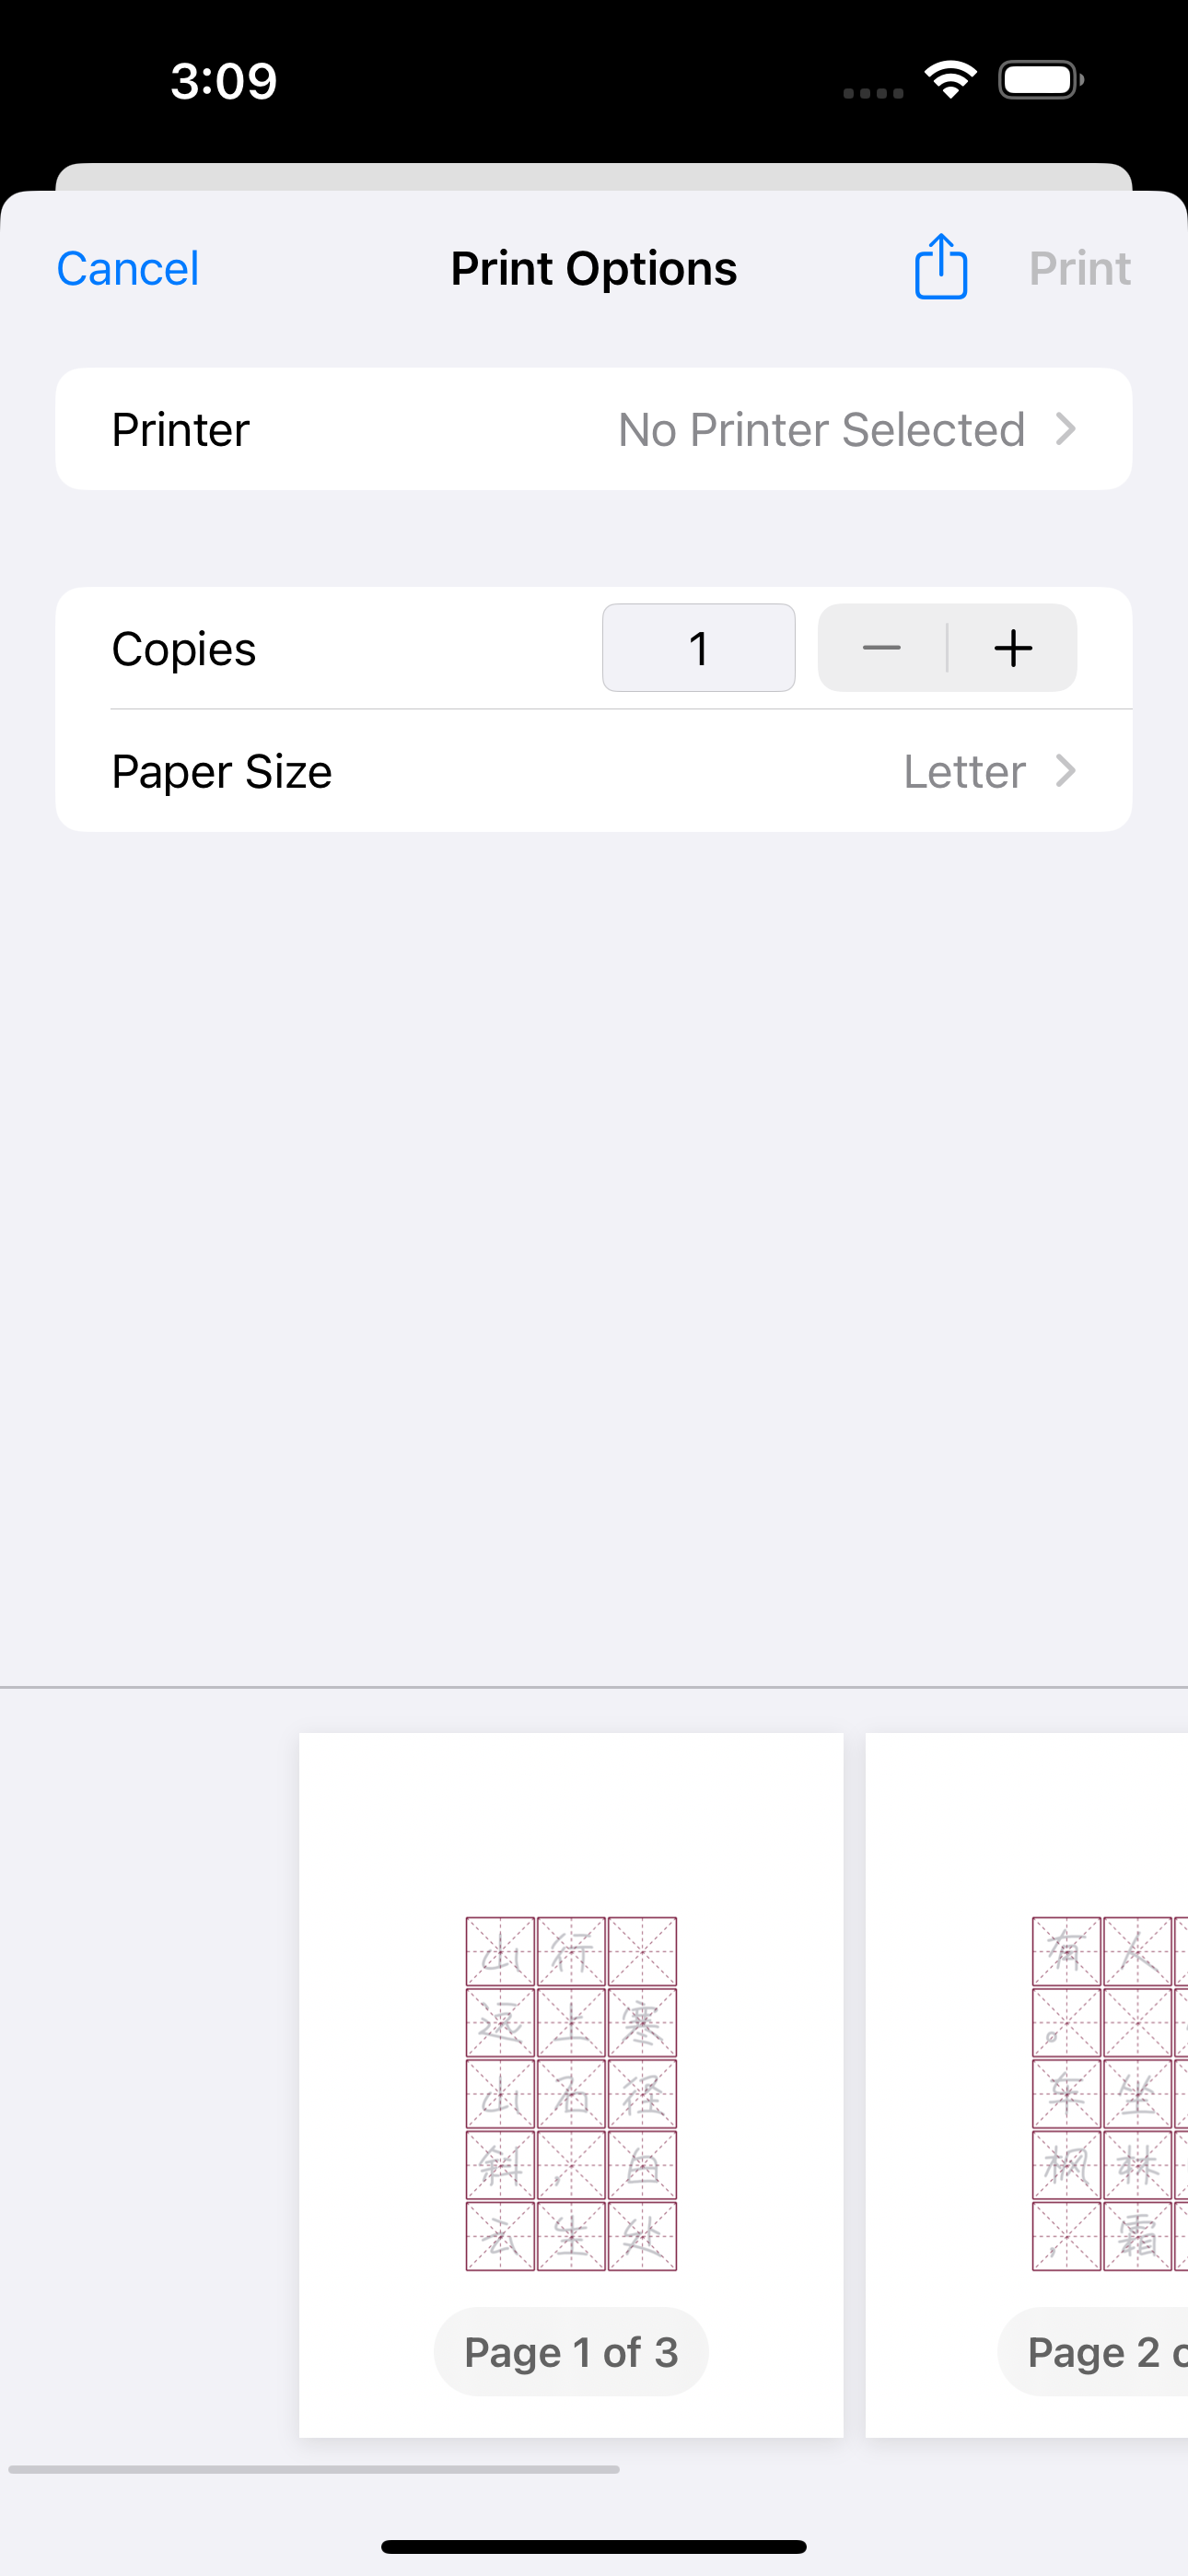 3:09
Cancel Print Options Print
Printer No Printer Selected
Copies 1
Paper Size Letter
山行
远上寒
山石径
斜，白
云生处
Page 1 of 3
有人
。
车坐
枫林
，霜
Page 2